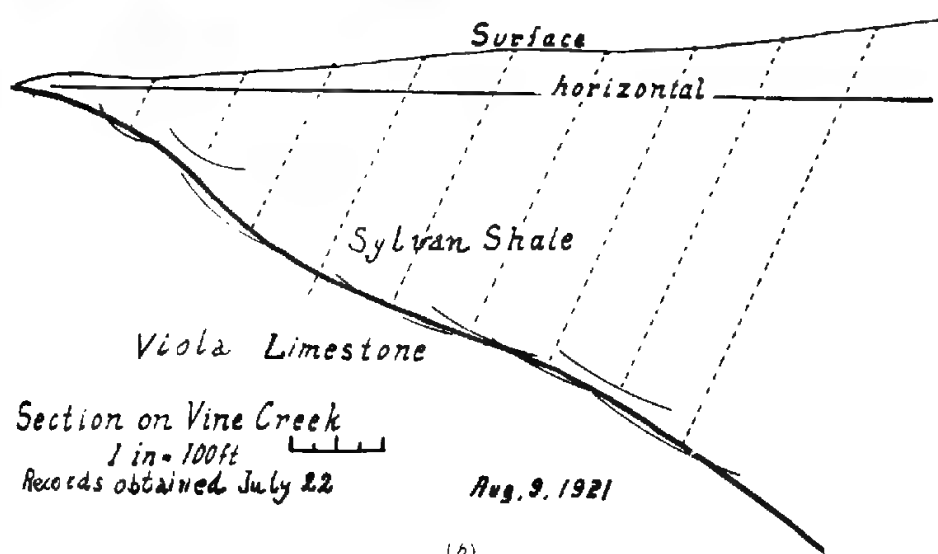 Surface
horizontal
Sylvan Shale
Viola Limestone
Section on Vine Creek
1 in = 100ft
Records obtained July 22
Aug. 9. 1921
(b)